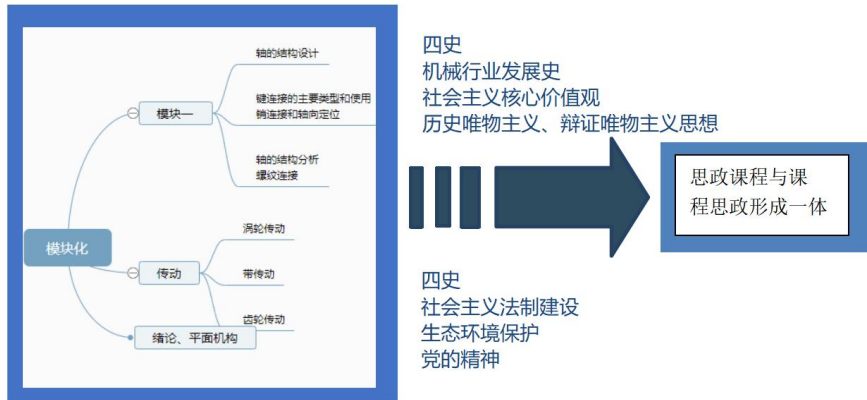 轴的结构设计
键连接的主要类型和使用
销连接和轴向定位
模块一
轴的结构分析
螺纹连接
模块化
涡轮传动
传动
带传动
齿轮传动
绪论、平面机构
四史
机械行业发展史
社会主义核心价值观
历史唯物主义、辩证唯物主义思想
四史
社会主义法制建设
生态环境保护
党的精神
思政课程与课
程思政形成一体